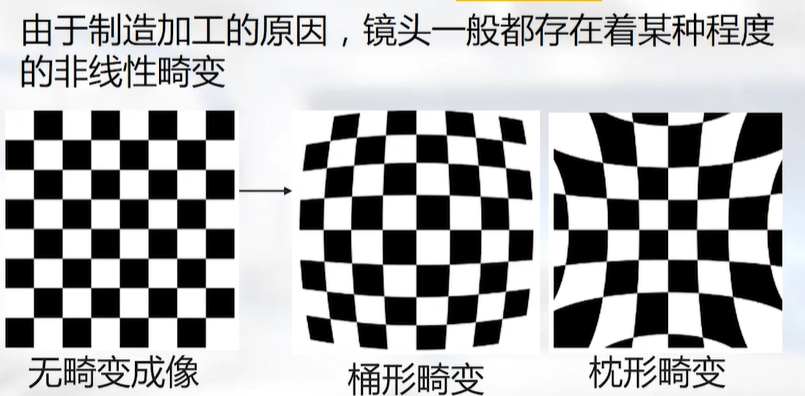 由于制造加工的原因，镜头一般都存在着某种程度
的非线性畸变
无畸变成像
桶形畸变
枕形畸变